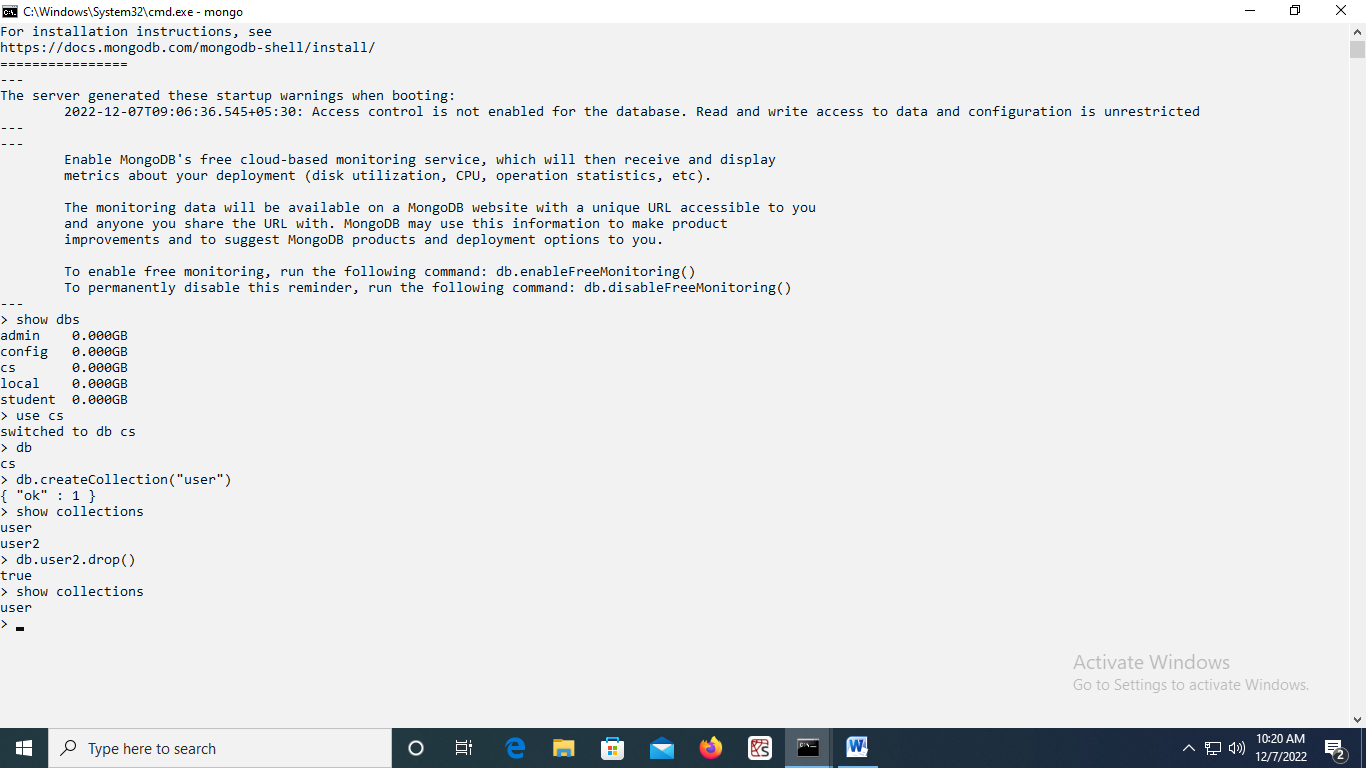 C:\Windows\System32\cmd.exe - mongo
For installation instructions, see
https://docs.mongodb.com/mongodb-shell/install/
================
---
The server generated these startup warnings when booting:
        2022-12-07T09:06:36.545+05:30: Access control is not enabled for the database. Read and write access to data and configuration is unrestricted
---
---
        Enable MongoDB's free cloud-based monitoring service, which will then receive and display
        metrics about your deployment (disk utilization, CPU, operation statistics, etc).

        The monitoring data will be available on a MongoDB website with a unique URL accessible to you
        and anyone you share the URL with. MongoDB may use this information to make product
        improvements and to suggest MongoDB products and deployment options to you.

        To enable free monitoring, run the following command: db.enableFreeMonitoring()
        To permanently disable this reminder, run the following command: db.disableFreeMonitoring()
---
> show dbs
admin    0.000GB
config   0.000GB
cs       0.000GB
local    0.000GB
student  0.000GB
> use cs
switched to db cs
> db
cs
> db.createCollection("user")
{ "ok" : 1 }
> show collections
user
user2
> db.user2.drop()
true
> show collections
user
>
Activate Windows
Go to Settings to activate Windows.
Type here to search
10:20 AM
12/7/2022
2